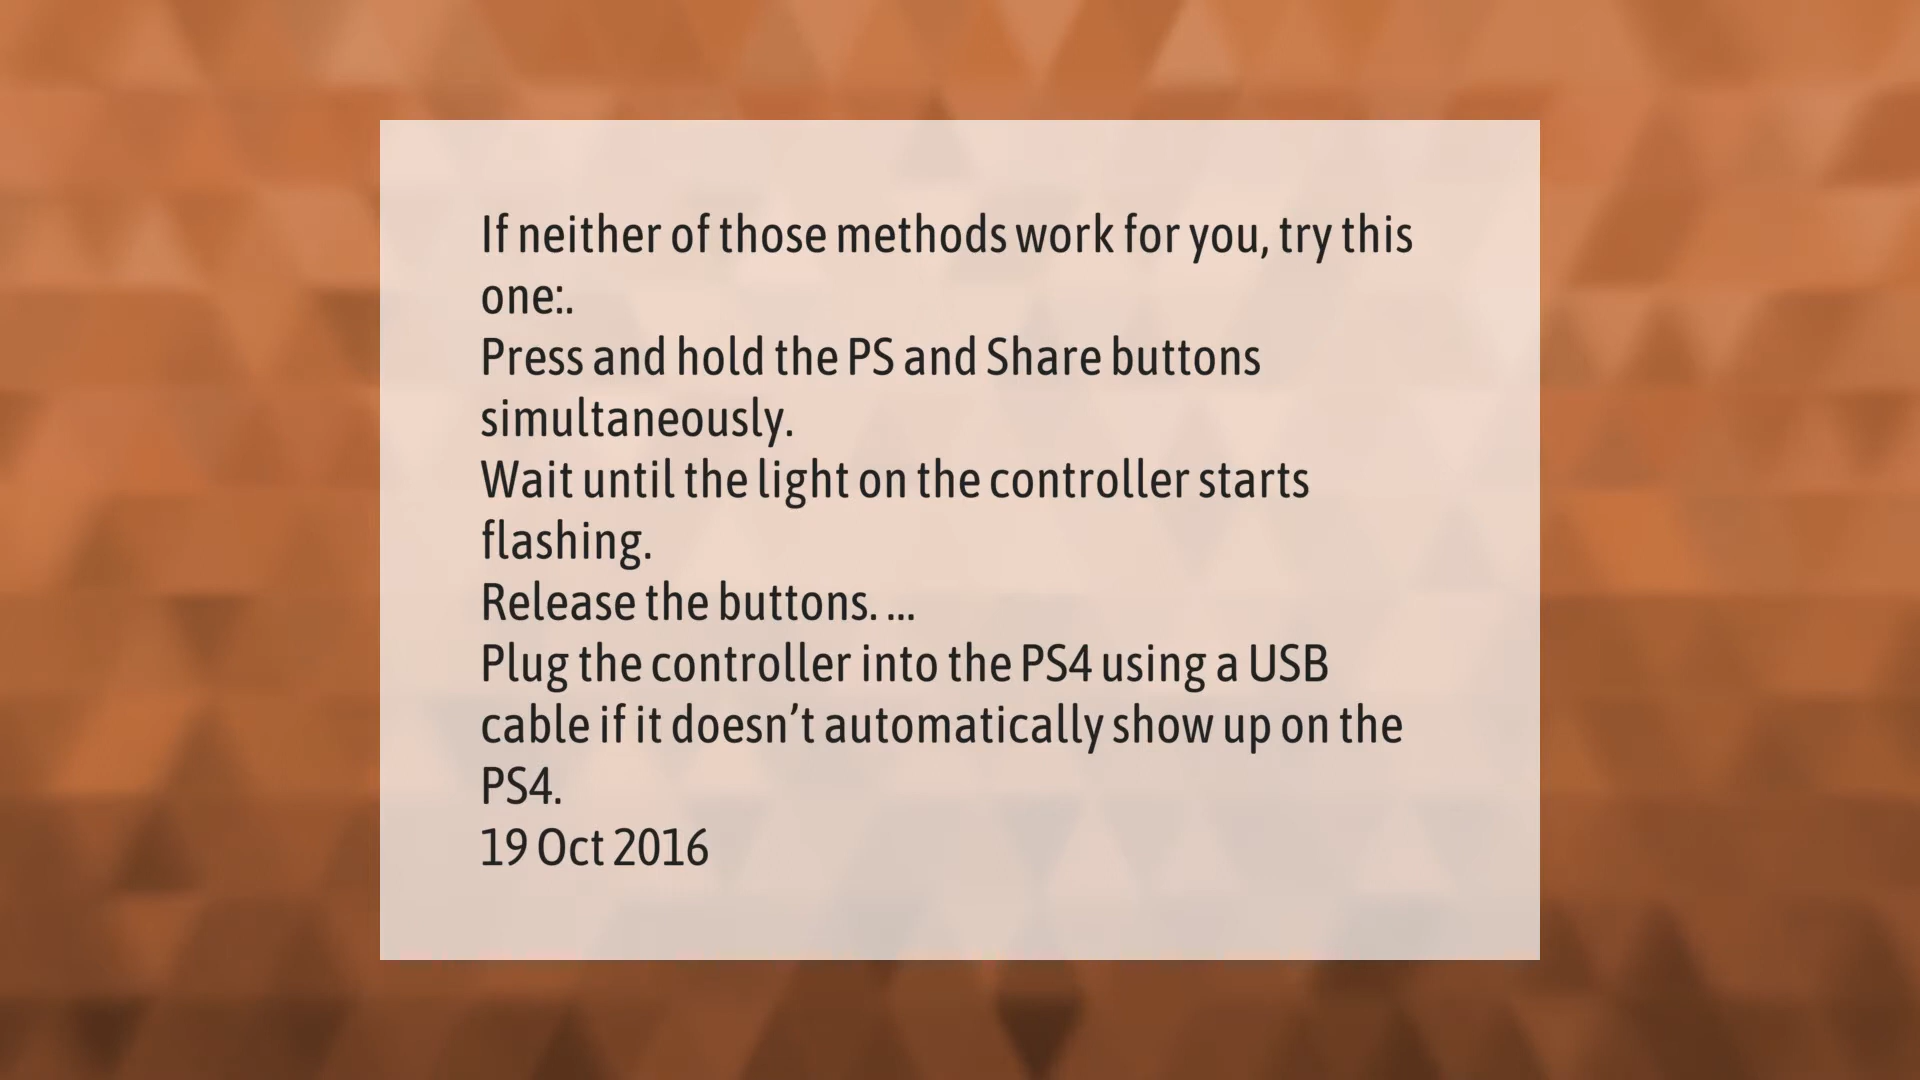 If neither of those methods work for you, try this
one:.
Press and hold the PS and Share buttons
simultaneously.
Wait until the light on the controller starts
flashing.
Release the buttons. ...
Plug the controller into the PS4 using a USB
cable if it doesn’t automatically show up on the
PS4.
19 Oct 2016